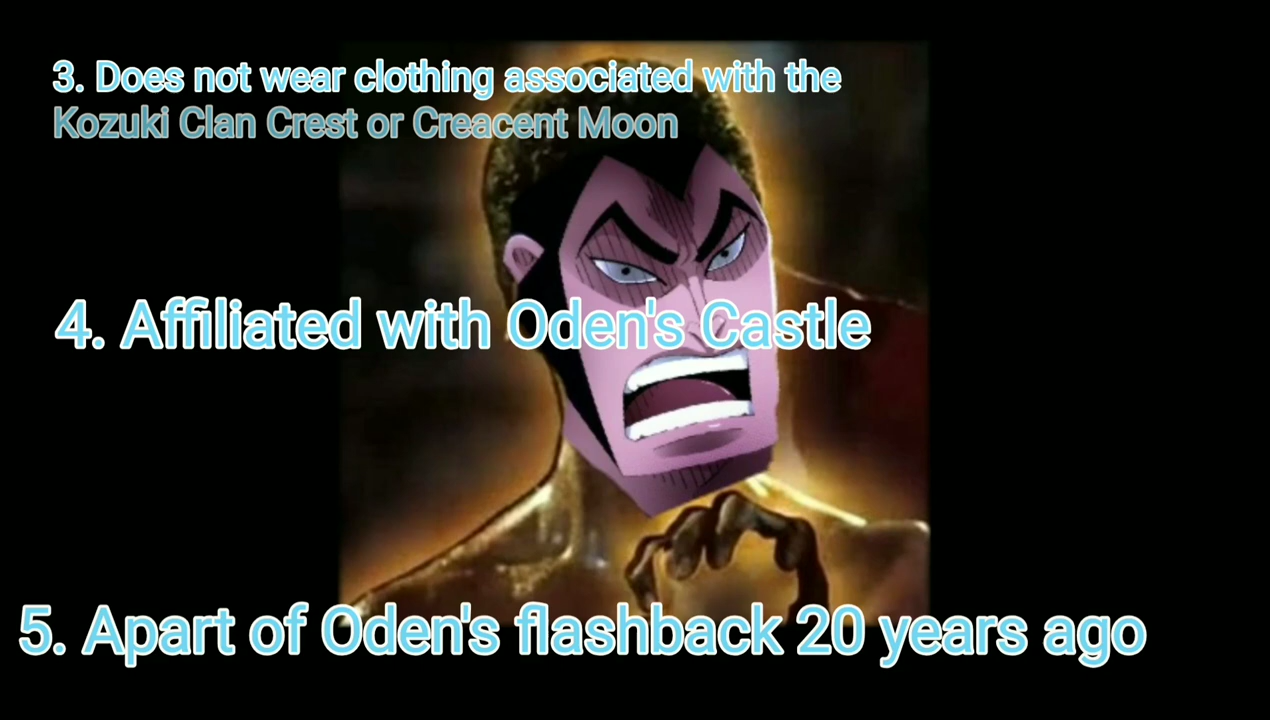 3. Does not wear clothing associated with the
Kozuki Clan Crest or Creacent Moon
4. Affiliated with Oden's Castle
5. Apart of Oden's flashback 20 years ago